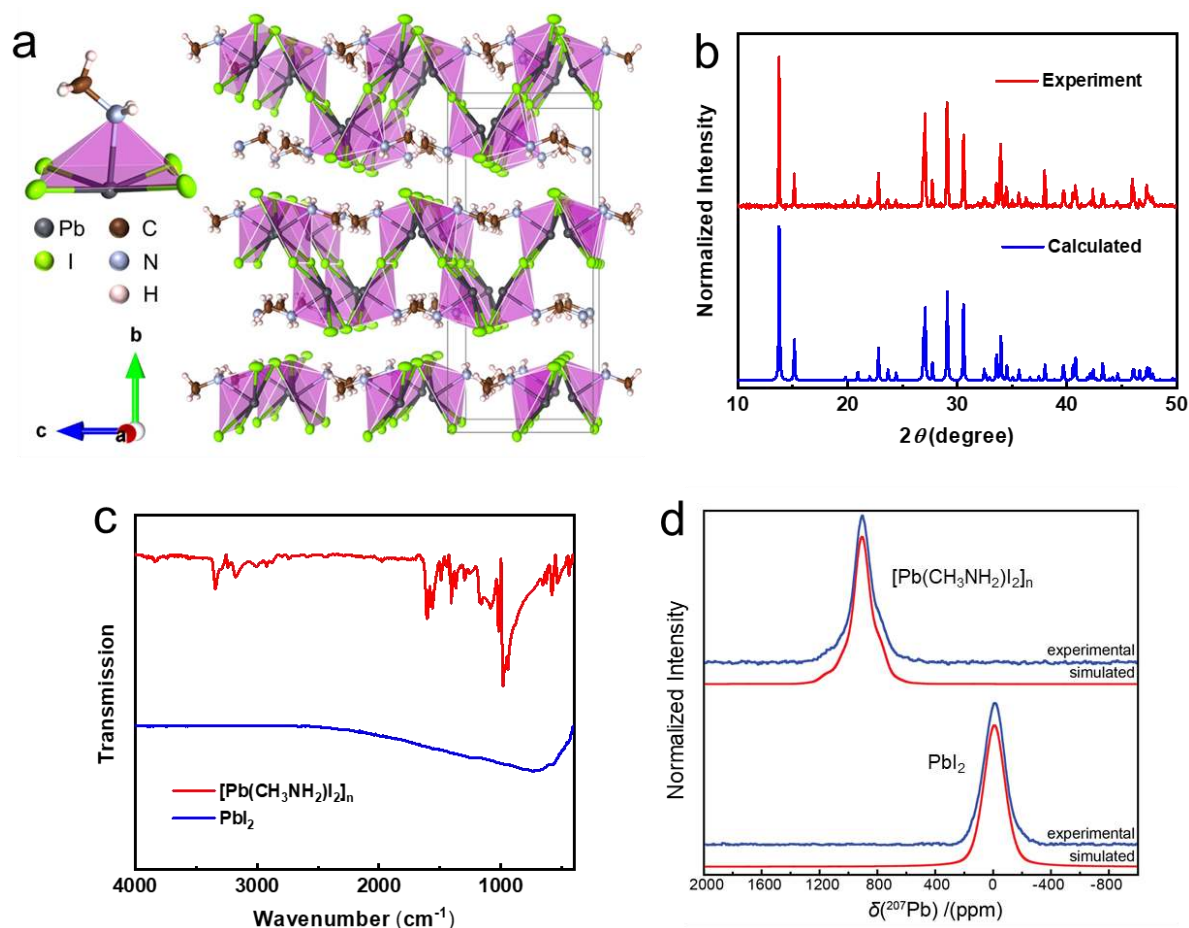 a
Pb
C
I
N
H
b
c
a
b
Experiment
Calculated
Normalized Intensity
10 20 30 40 50
2θ (degree)
c
Transmission
[Pb(CH₃NH₂)I₂]ₙ
PbI₂
4000 3000 2000 1000
Wavenumber (cm⁻¹)
d
[Pb(CH₃NH₂)I₂]ₙ
experimental
simulated
PbI₂
experimental
simulated
Normalized Intensity
2000 1600 1200 800 400 0 -400 -800
δ(²⁰⁷Pb) /(ppm)